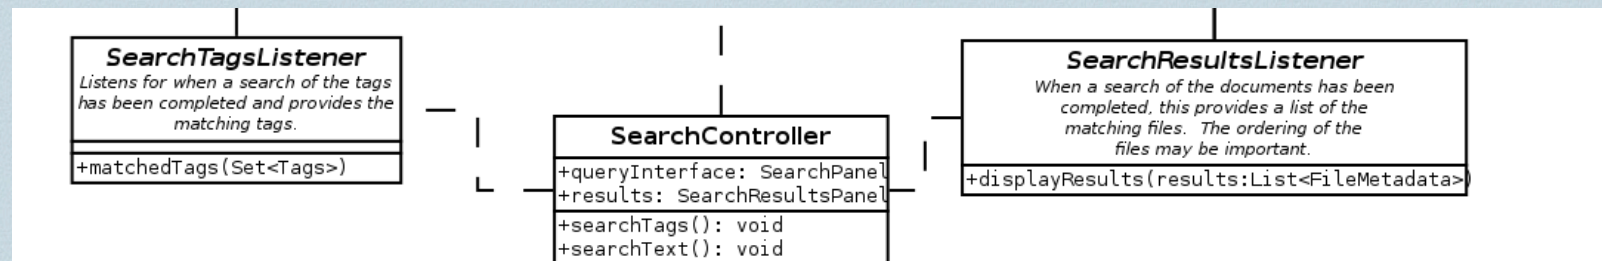 SearchTagsListener
Listens for when a search of the tags
has been completed and provides the
matching tags.
+matchedTags(Set<Tags>)
SearchController
+queryInterface: SearchPanel
+results: SearchResultsPanel
+searchTags(): void
+searchText(): void
SearchResultsListener
When a search of the documents has been
completed, this provides a list of the
matching files.  The ordering of the
files may be important.
+displayResults(results:List<FileMetadata>)